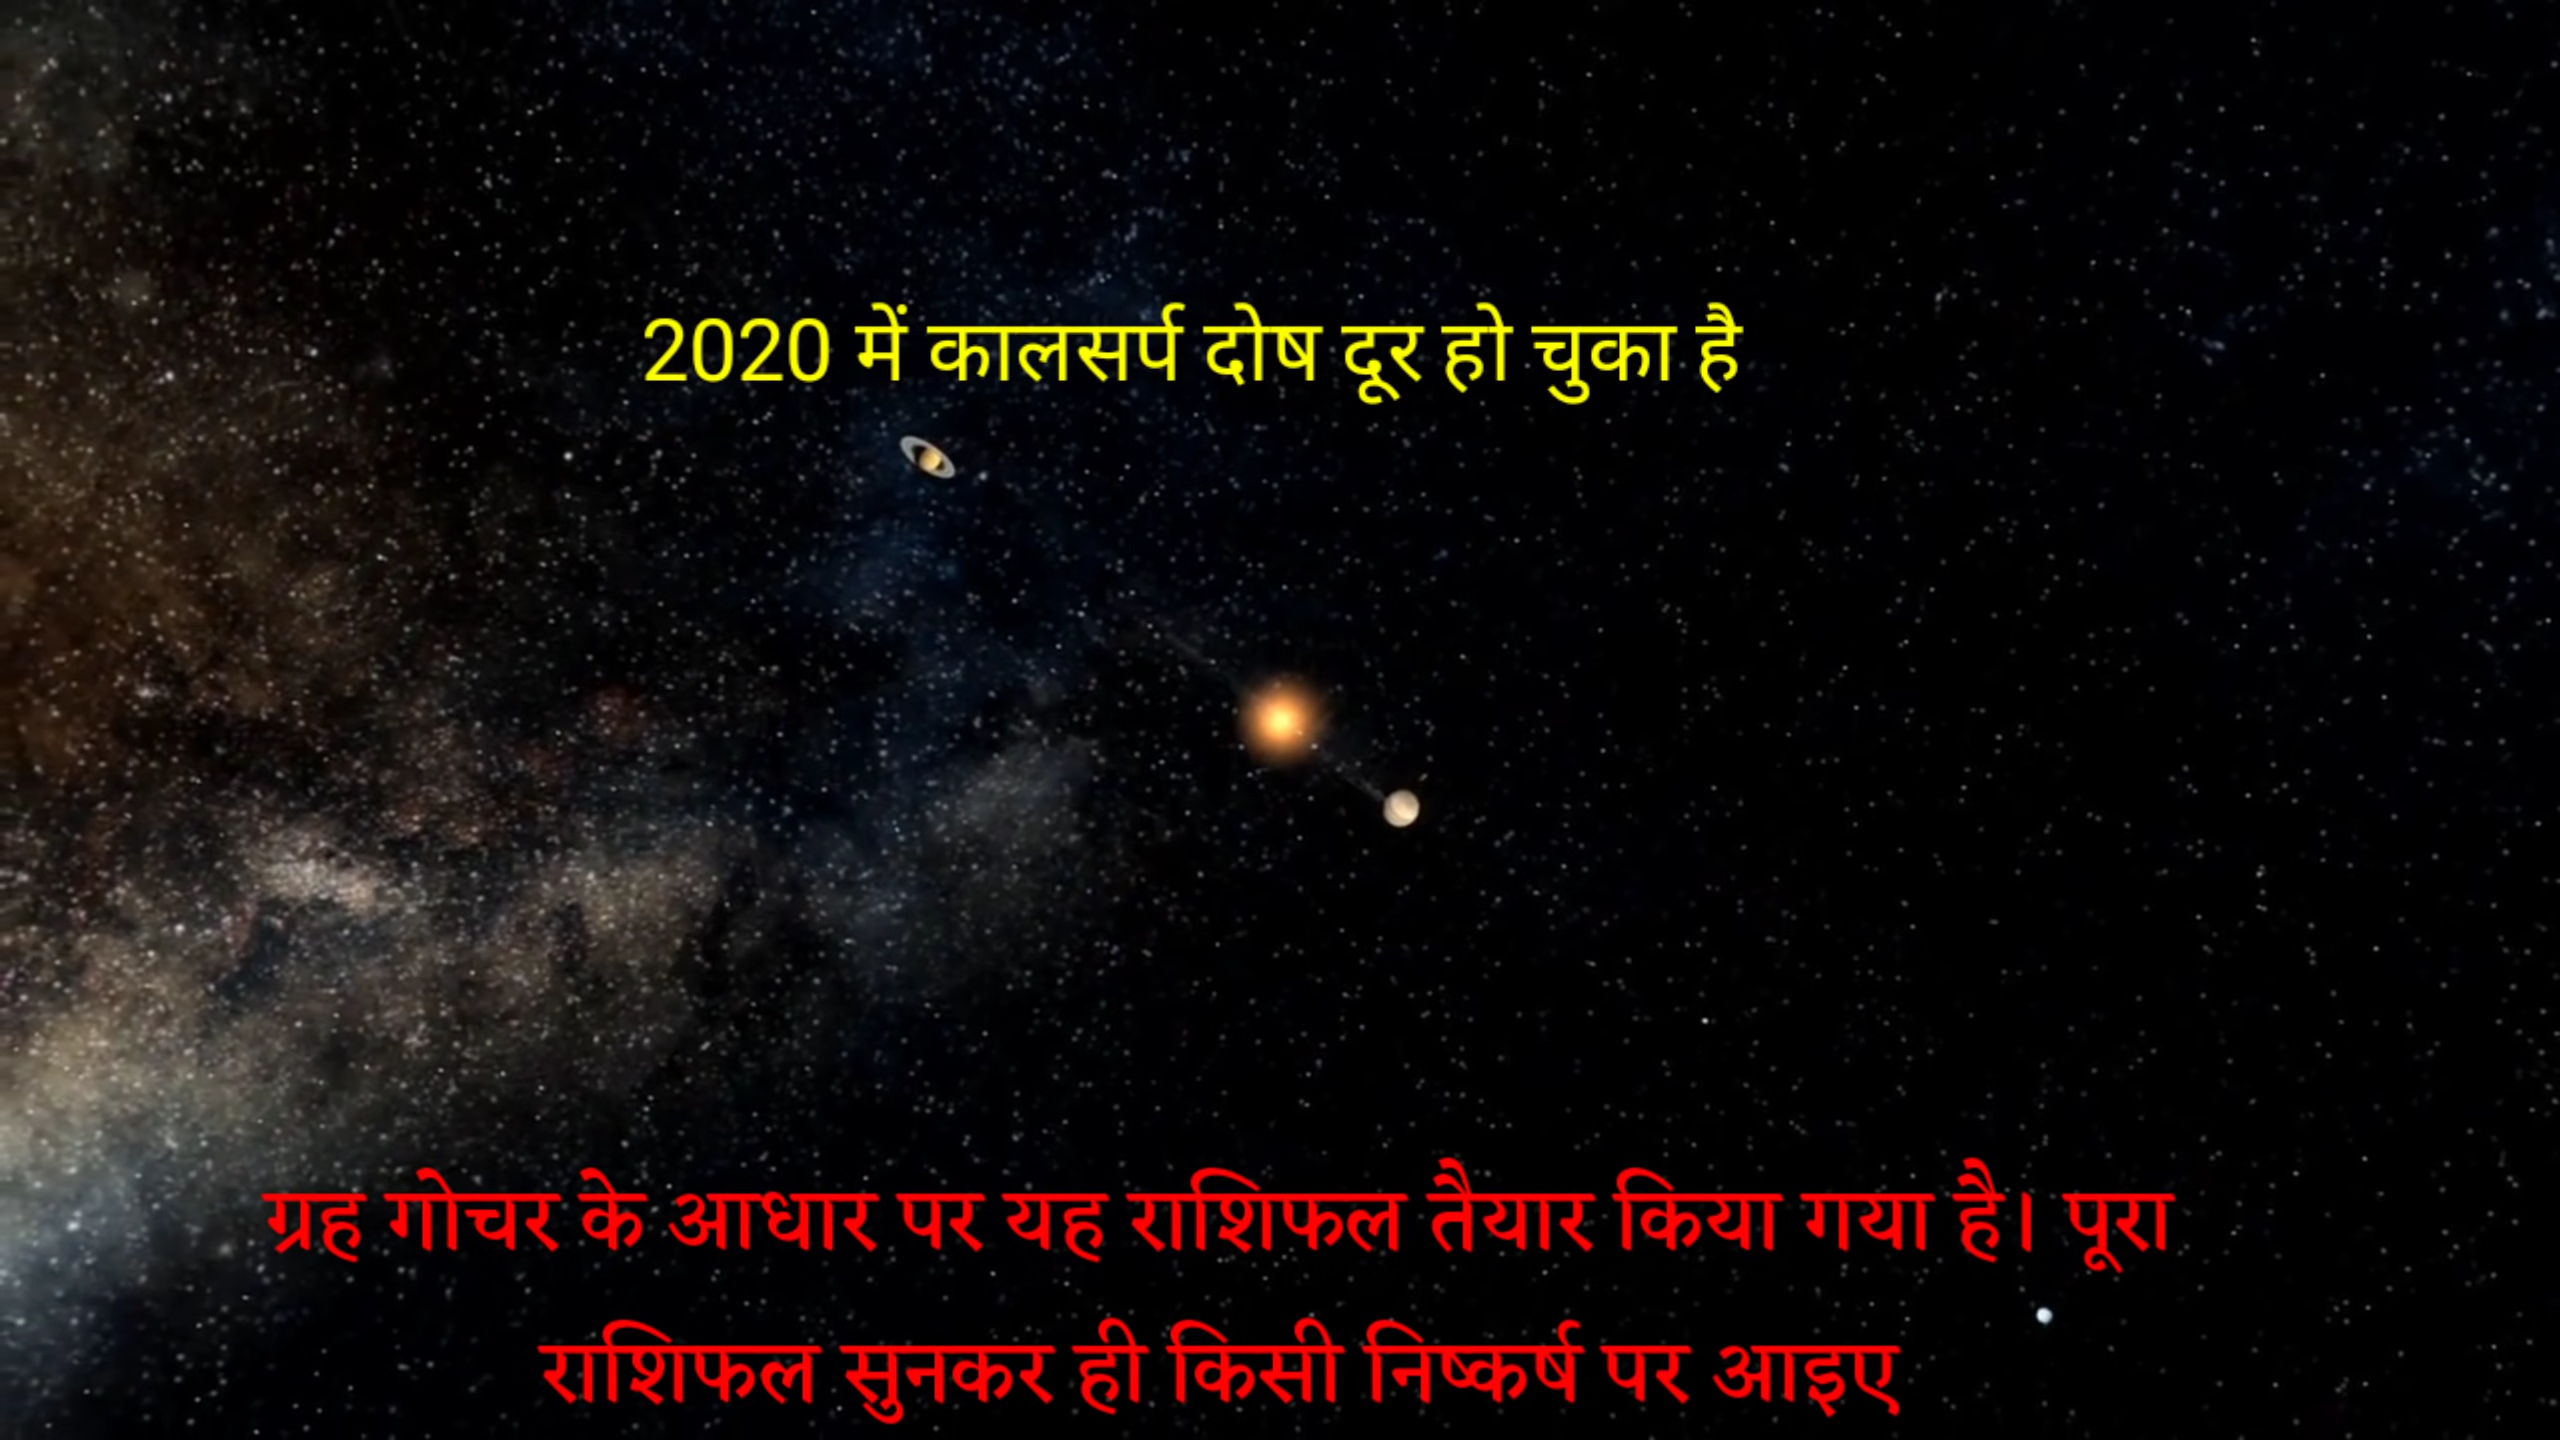 2020 में कालसर्प दोष दूर हो चुका है
ग्रह गोचर के आधार पर यह राशिफल तैयार किया गया है। पूरा
राशिफल सुनकर ही किसी निष्कर्ष पर आइए